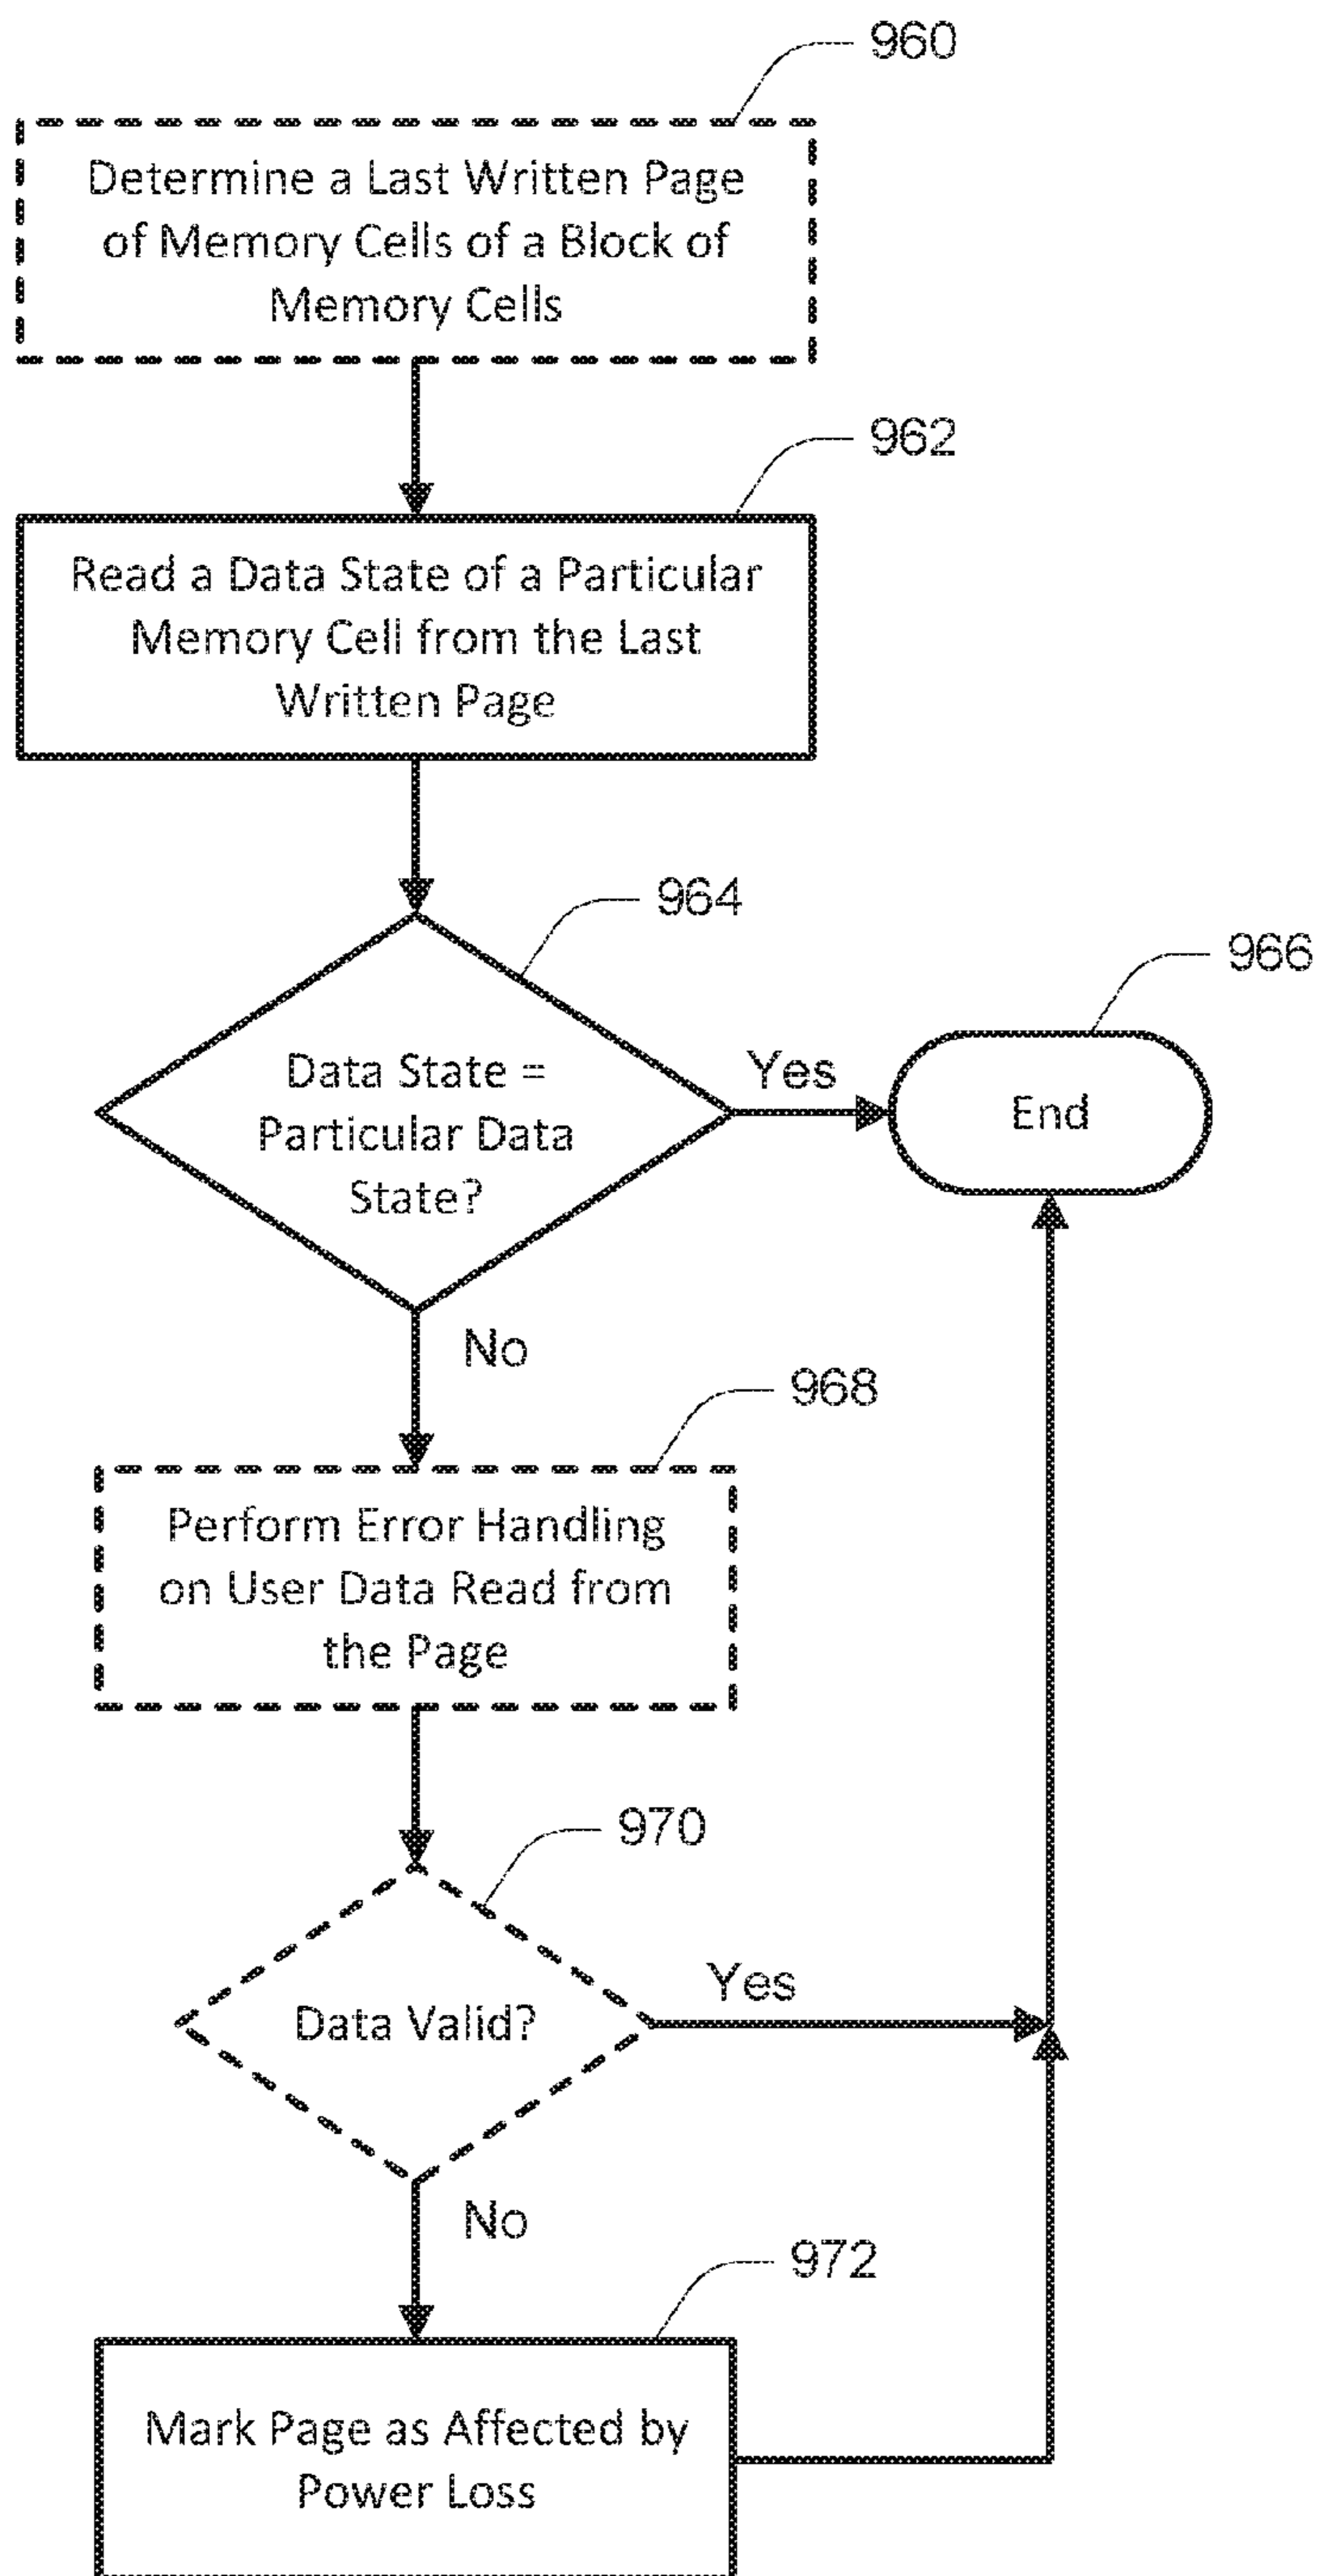 960
Determine a Last Written Page
of Memory Cells of a Block of
Memory Cells
962
Read a Data State of a Particular
Memory Cell from the Last
Written Page
964
966
Data State =
Particular Data
State?
Yes
End
No
968
Perform Error Handling
on User Data Read from
the Page
970
Data Valid?
Yes
No
972
Mark Page as Affected by
Power Loss